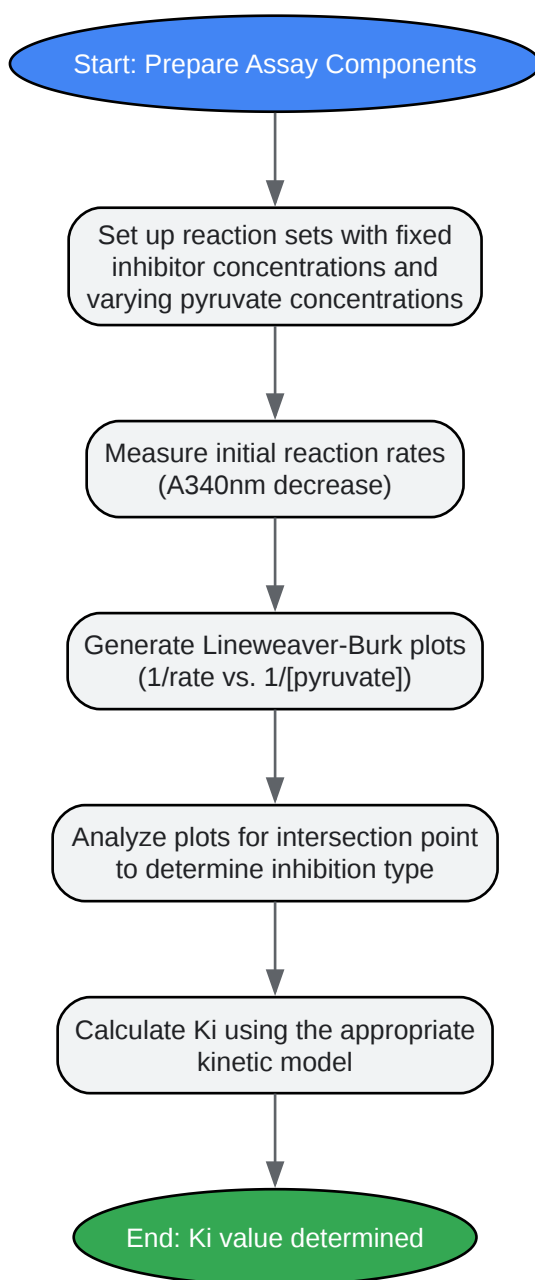 Start: Prepare Assay Components
Set up reaction sets with fixed
inhibitor concentrations and
varying pyruvate concentrations
Measure initial reaction rates
(A340nm decrease)
Generate Lineweaver-Burk plots
(1/rate vs. 1/[pyruvate])
Analyze plots for intersection point
to determine inhibition type
Calculate Ki using the appropriate
kinetic model
End: Ki value determined